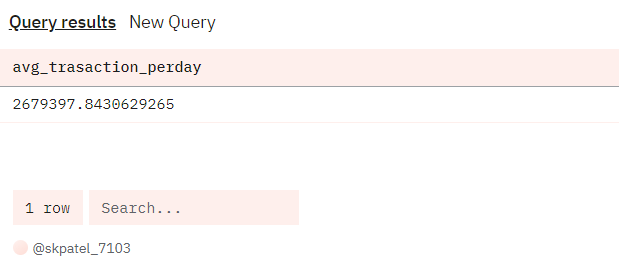 Query results New Query
avg_trasaction_perday
2679397.8430629265
1 row Search...
@skpatel_7103